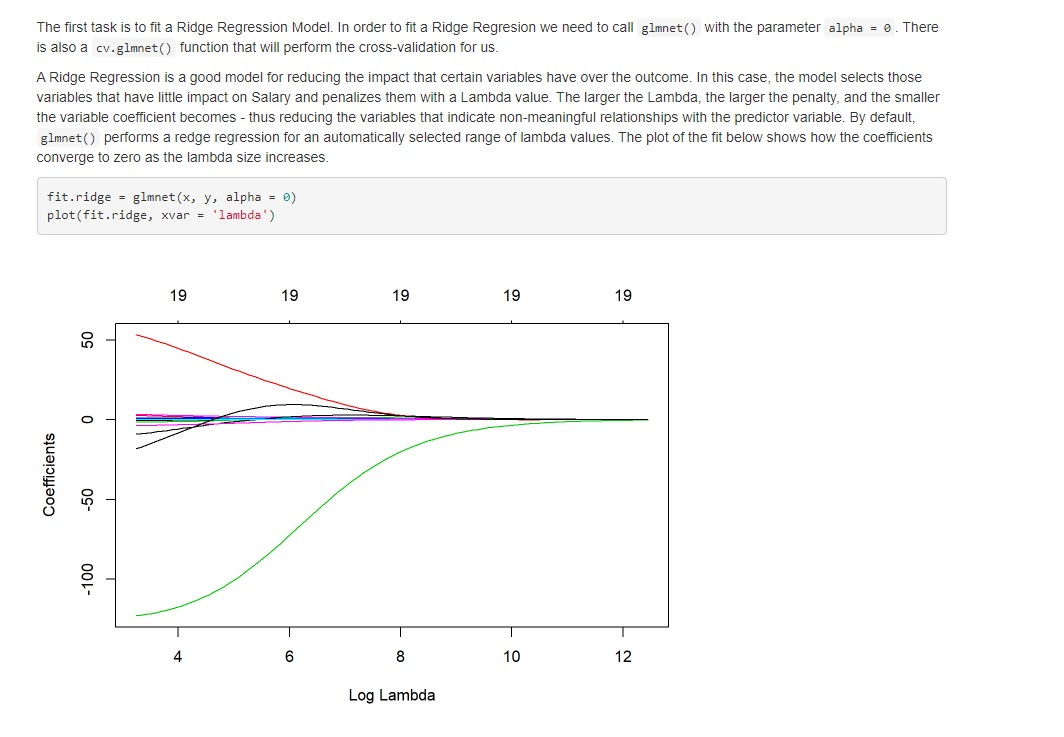 The first task is to fit a Ridge Regression Model. In order to fit a Ridge Regresion we need to call glmnet() with the parameter alpha = 0 . There
is also a cv.glmnet() function that will perform the cross-validation for us.
A Ridge Regression is a good model for reducing the impact that certain variables have over the outcome. In this case, the model selects those
variables that have little impact on Salary and penalizes them with a Lambda value. The larger the Lambda, the larger the penalty, and the smaller
the variable coefficient becomes - thus reducing the variables that indicate non-meaningful relationships with the predictor variable. By default,
glmnet() performs a redge regression for an automatically selected range of lambda values. The plot of the fit below shows how the coefficients
converge to zero as the lambda size increases.
fit.ridge = glmnet(x, y, alpha = 0)
plot(fit.ridge, xvar = 'lambda')
19 19 19 19 19
50
0
-50
-100
Coefficients
4 6 8 10 12
Log Lambda